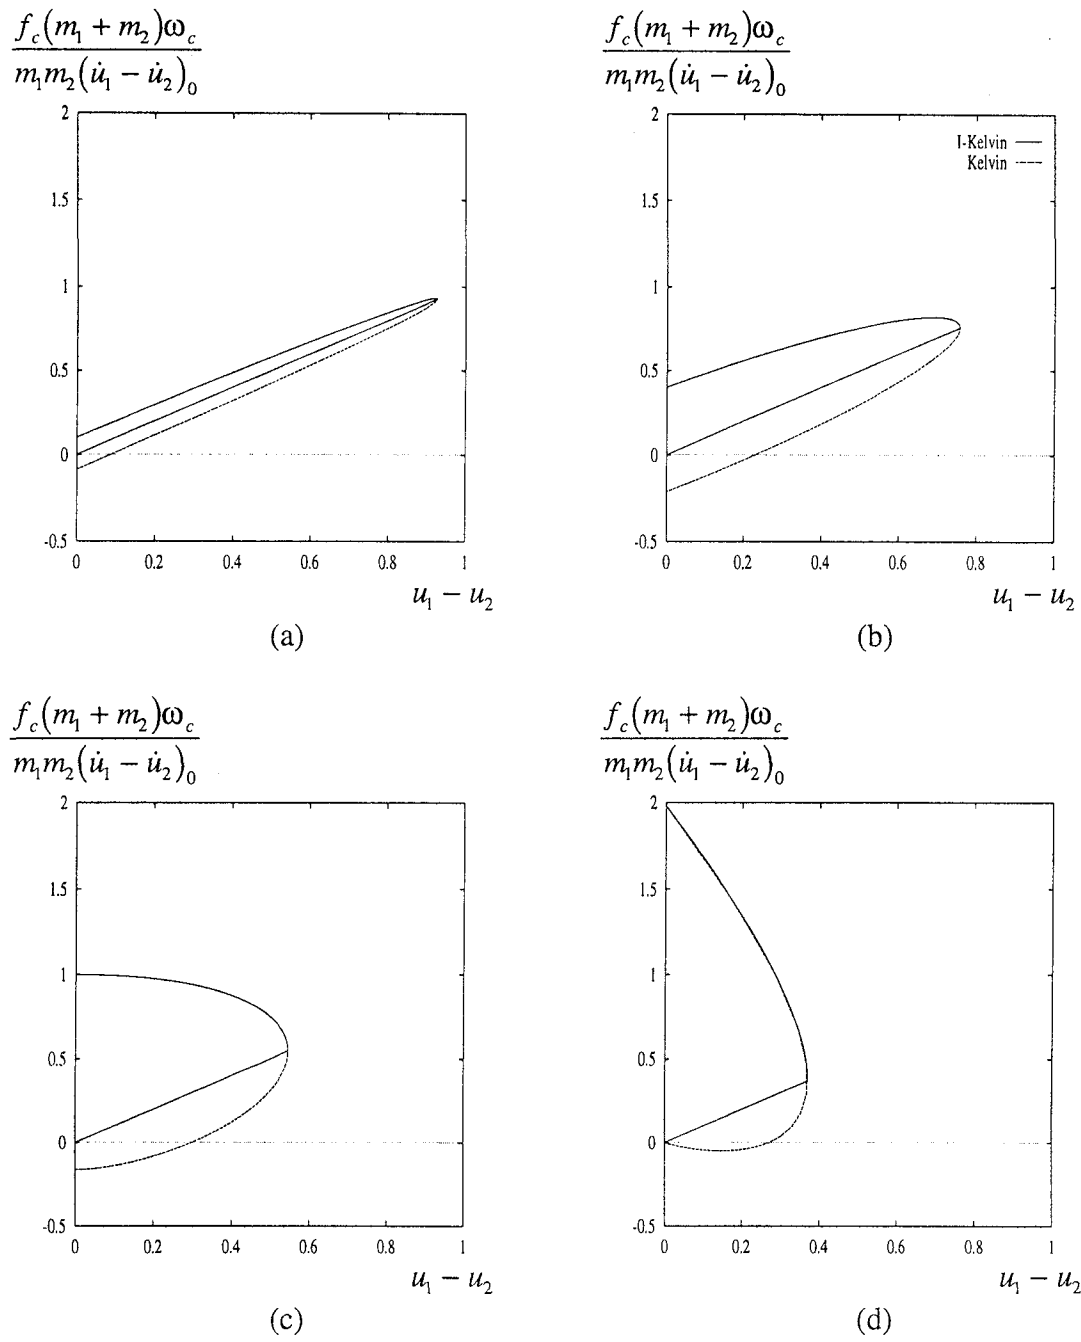 f_c(m_1 + m_2)ω_c
m_1m_2(u̇_1 − u̇_2)_0
2
1.5
1
0.5
0
-0.5
0 0.2 0.4 0.6 0.8 1
u_1 − u_2
(a)
f_c(m_1 + m_2)ω_c
m_1m_2(u̇_1 − u̇_2)_0
I-Kelvin
Kelvin
2
1.5
1
0.5
0
-0.5
0 0.2 0.4 0.6 0.8 1
u_1 − u_2
(b)
f_c(m_1 + m_2)ω_c
m_1m_2(u̇_1 − u̇_2)_0
2
1.5
1
0.5
0
-0.5
0 0.2 0.4 0.6 0.8 1
u_1 − u_2
(c)
f_c(m_1 + m_2)ω_c
m_1m_2(u̇_1 − u̇_2)_0
2
1.5
1
0.5
0
-0.5
0 0.2 0.4 0.6 0.8 1
u_1 − u_2
(d)